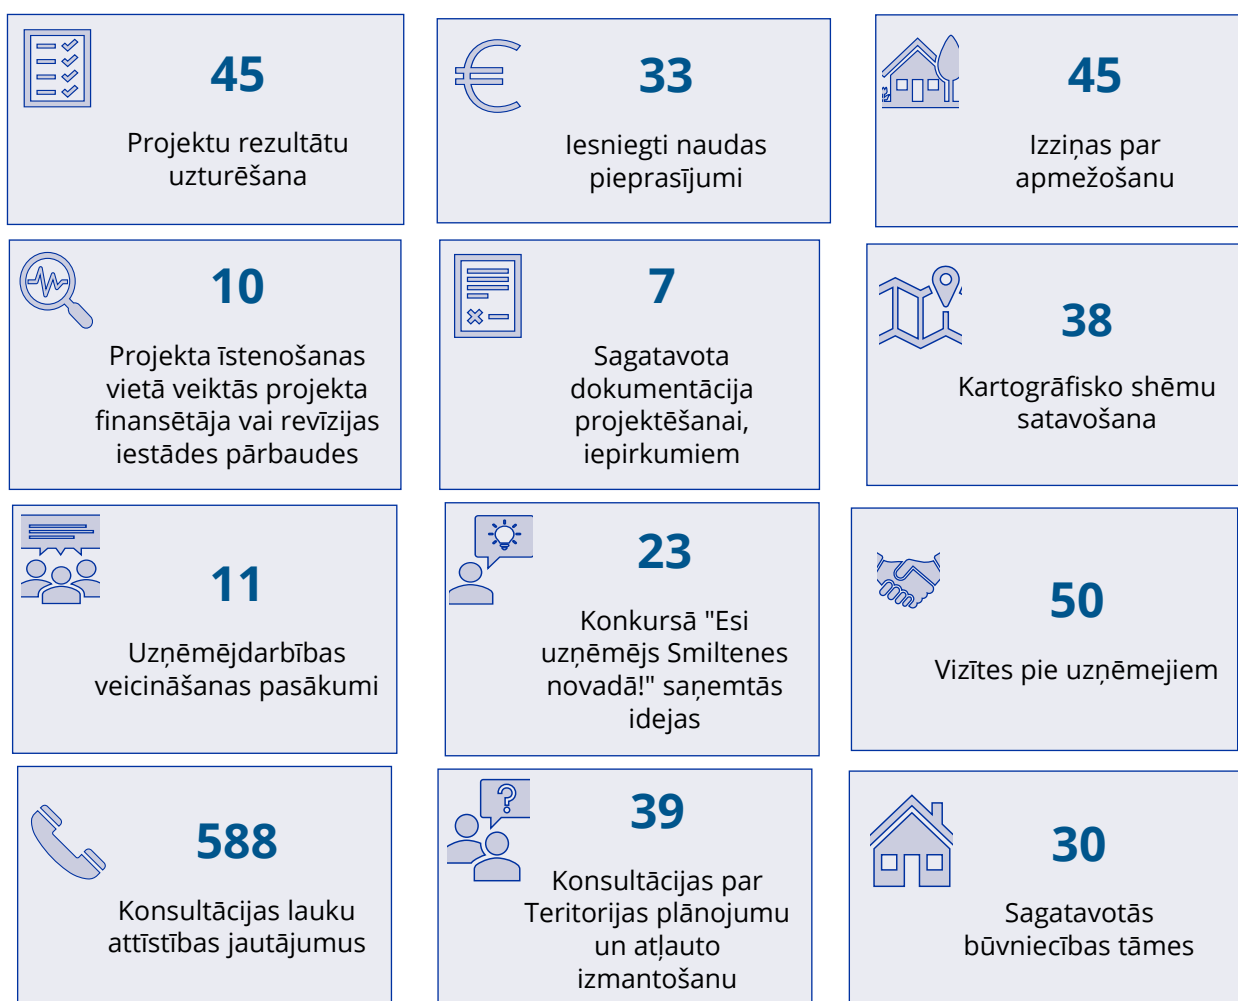 45
Projektu rezultātu
uzturēšana
33
Iesniegti naudas
pieprasījumi
45
Izziņas par
apmežošanu
10
Projekta īstenošanas
vietā veiktās projekta
finansētāja vai revīzijas
iestādes pārbaudes
7
Sagatavota
dokumentācija
projektēšanai,
iepirkumiem
38
Kartogrāfisko shēmu
satavošana
11
Uzņēmējdarbības
veicināšanas pasākumi
23
Konkursā "Esi
uzņēmējs Smiltenes
novadā!" saņemtās
idejas
50
Vizītes pie uzņēmejiem
588
Konsultācijas lauku
attīstības jautājumus
39
Konsultācijas par
Teritorijas plānojumu
un atļauto
izmantošanu
30
Sagatavotās
būvniecības tāmes